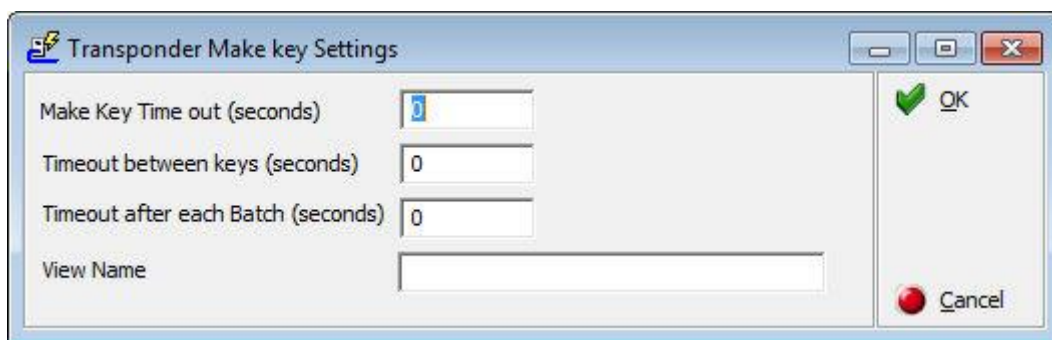 Transponder Make key Settings
Make Key Time out (seconds) 0
OK
Timeout between keys (seconds) 0
Timeout after each Batch (seconds) 0
View Name
Cancel